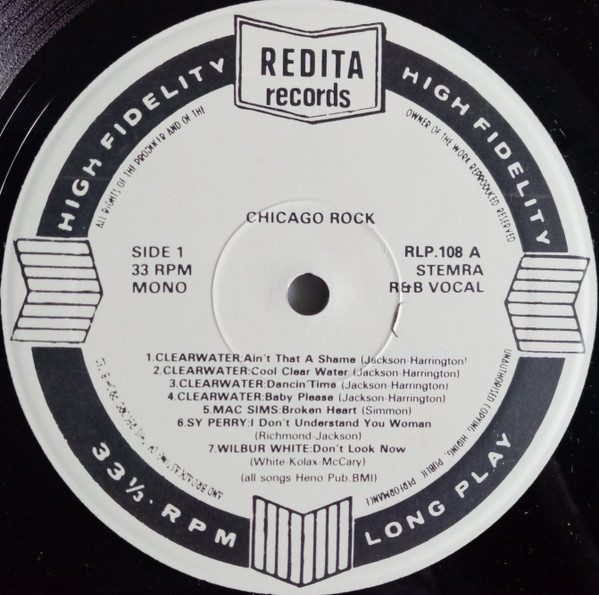 REDITA
records
HIGH FIDELITY
HIGH FIDELITY
ALL RIGHTS OF THE PRODUCER AND OF THE
OWNER OF THE WORK REPRODUCED RESERVED
CHICAGO ROCK
SIDE 1
33 RPM
MONO
RLP.108 A
STEMRA
R&B VOCAL
1.CLEARWATER:Ain't That A Shame (Jackson-Harrington)
2.CLEARWATER:Cool Clear Water (Jackson-Harrington)
3.CLEARWATER:Dancin'Time (Jackson-Harrington)
4.CLEARWATER:Baby Please (Jackson-Harrington)
5.MAC SIMS:Broken Heart (Simmon)
6.SY PERRY:I Don't Understand You Woman
(Richmond-Jackson)
7.WILBUR WHITE:Don't Look Now
(White-Kolax-McCary)
(all songs Heno Pub.BMI)
UNAUTHORISED COPYING, HIRING, PUBLIC PERFORMANCE
AND BROADCASTING
33⅓·RPM
LONG PLAY